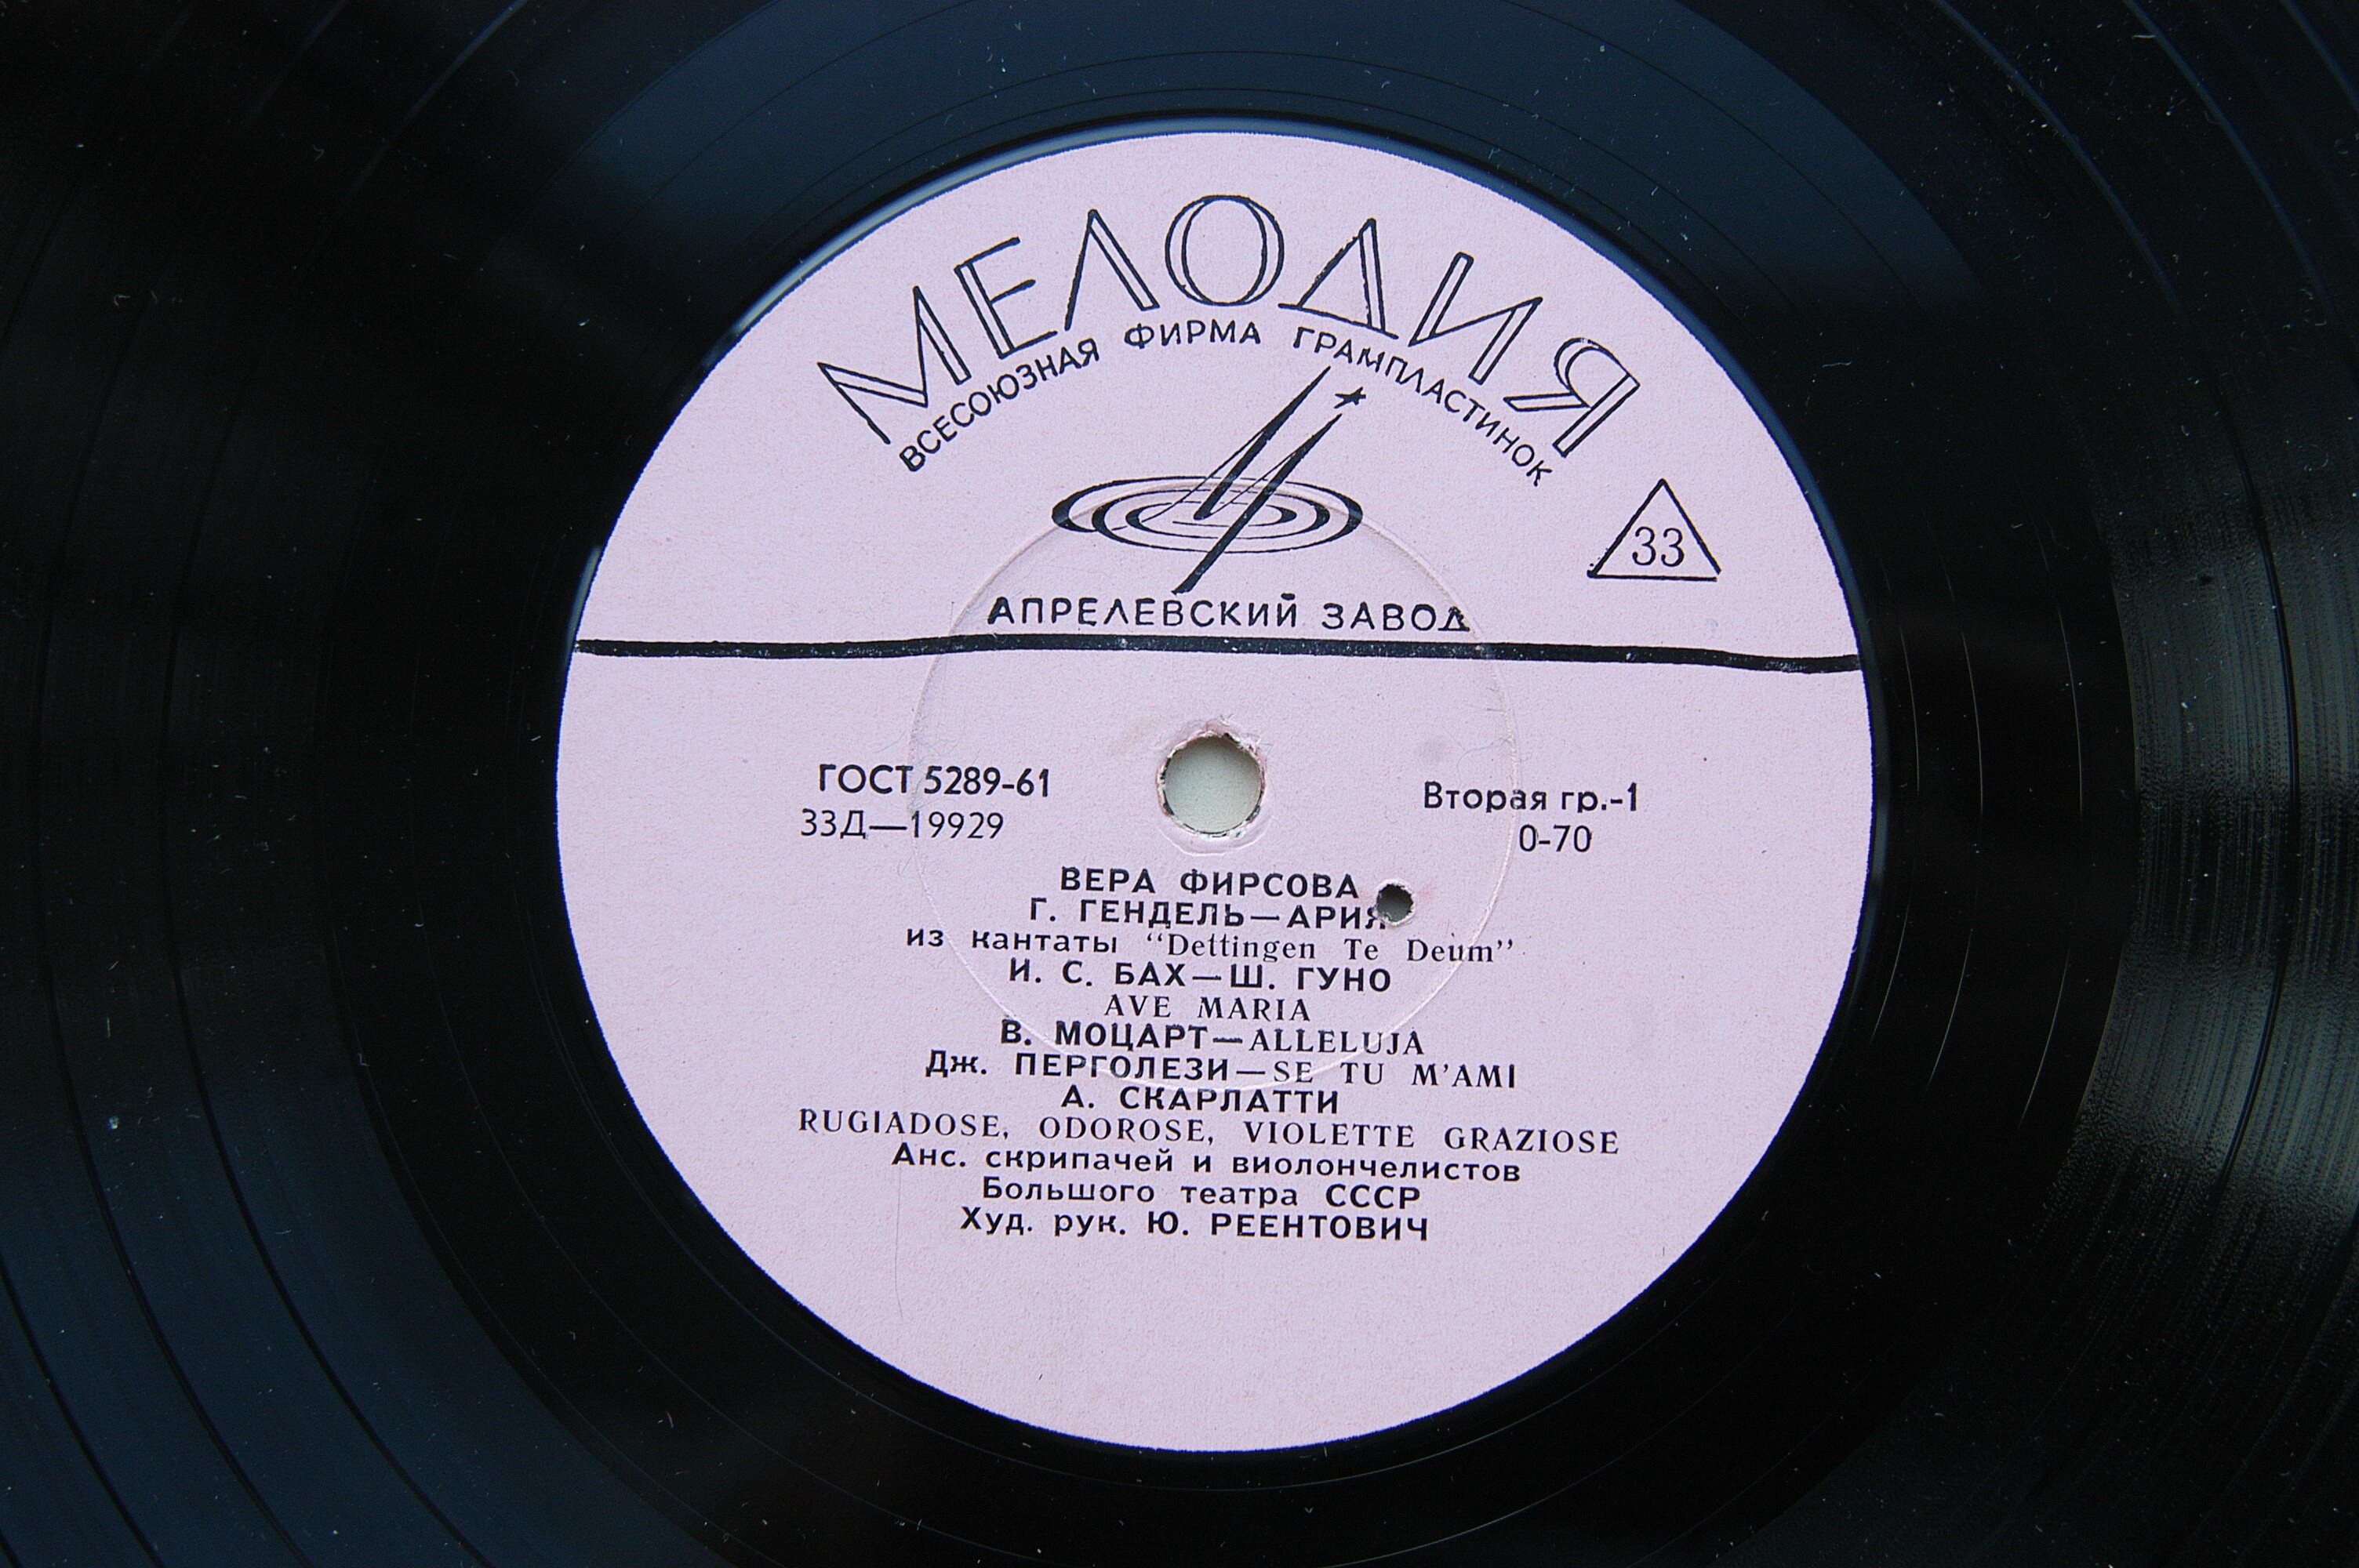 МЕЛОДИЯ
ВСЕСОЮЗНАЯ ФИРМА ГРАМПЛАСТИНОК
33
АПРЕЛЕВСКИЙ ЗАВОД
ГОСТ 5289-61
Вторая гр.-1
33Д—19929
0-70
ВЕРА ФИРСОВА
Г. ГЕНДЕЛЬ—АРИЯ
из кантаты “Dettingen Te Deum”
И. С. БАХ—Ш. ГУНО
AVE MARIA
В. МОЦАРТ—ALLELUJA
Дж. ПЕРГОЛЕЗИ—SE TU M’AMI
А. СКАРЛАТТИ
RUGIADOSE, ODOROSE, VIOLETTE GRAZIOSE
Анс. скрипачей и виолончелистов
Большого театра СССР
Худ. рук. Ю. РЕЕНТОВИЧ